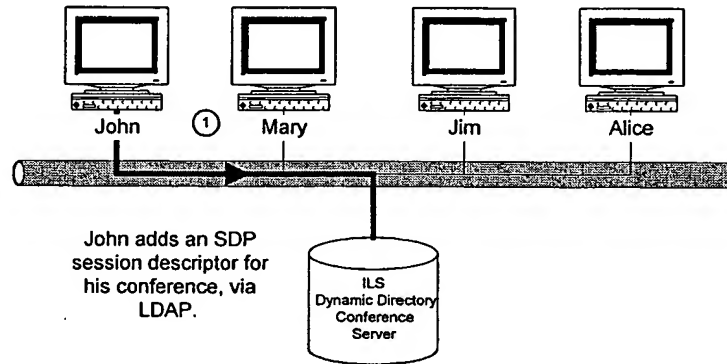 John
1
Mary
Jim
Alice
John adds an SDP
session descriptor for
his conference, via
LDAP.
ILS
Dynamic Directory
Conference
Server